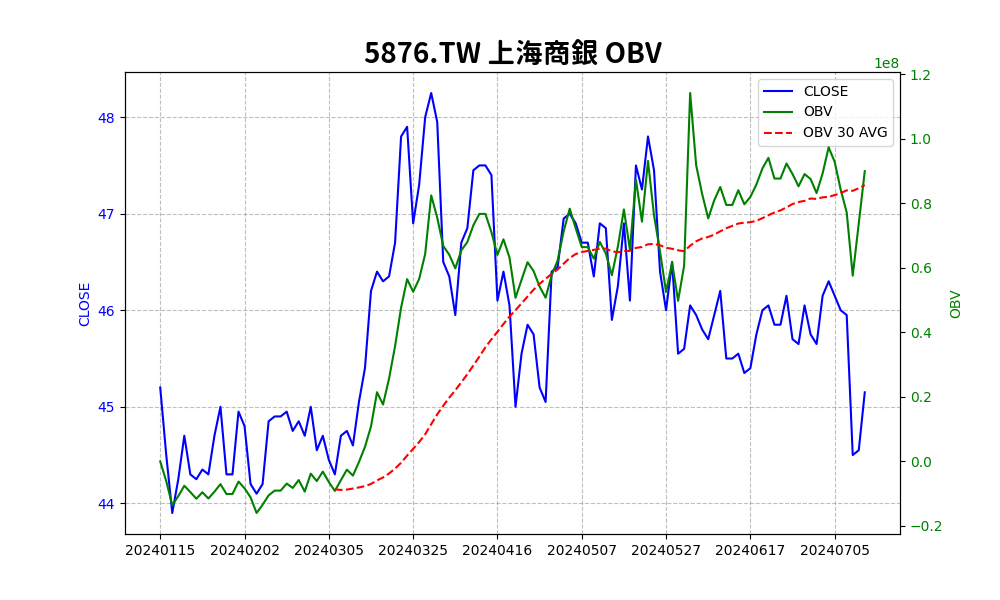 5876.TW 上海商銀 OBV
1e8
CLOSE
OBV
OBV 30 AVG
48
47
46
45
44
CLOSE
1.2
1.0
0.8
0.6
0.4
0.2
0.0
−0.2
OBV
20240115 20240202 20240305 20240325 20240416 20240507 20240527 20240617 20240705